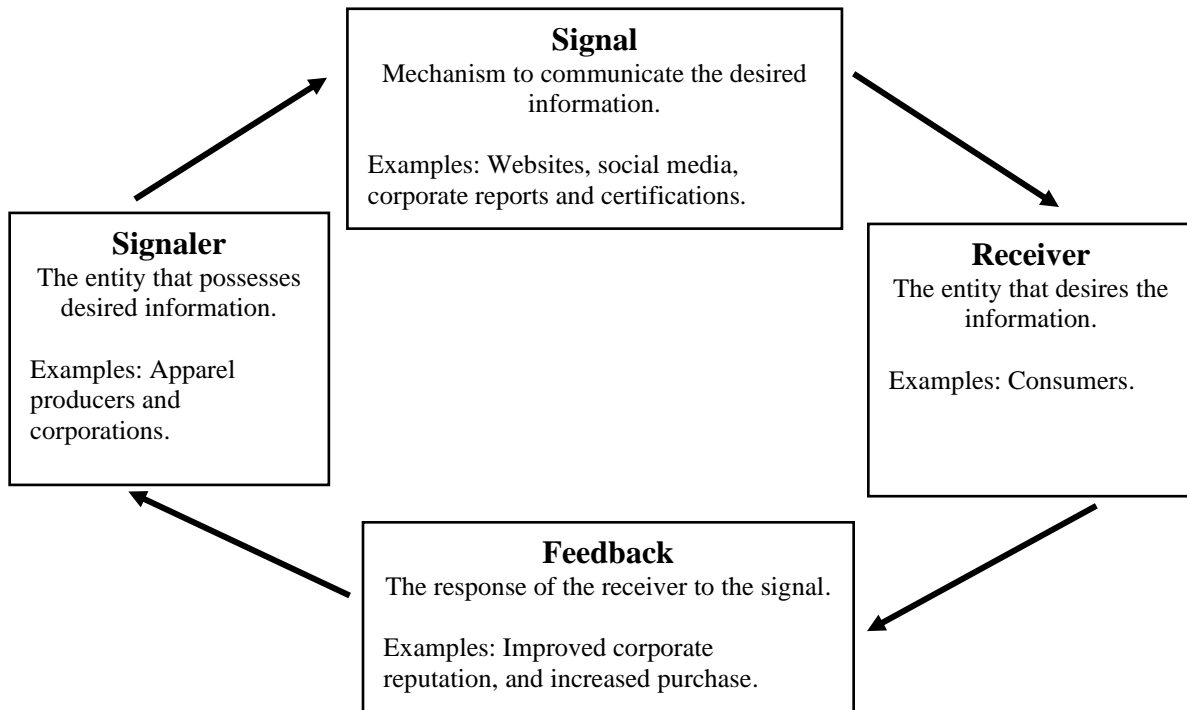 Signal
Mechanism to communicate the desired
information.
Examples: Websites, social media,
corporate reports and certifications.
Signaler
The entity that possesses
desired information.
Examples: Apparel
producers and
corporations.
Receiver
The entity that desires the
information.
Examples: Consumers.
Feedback
The response of the receiver to the signal.
Examples: Improved corporate
reputation, and increased purchase.